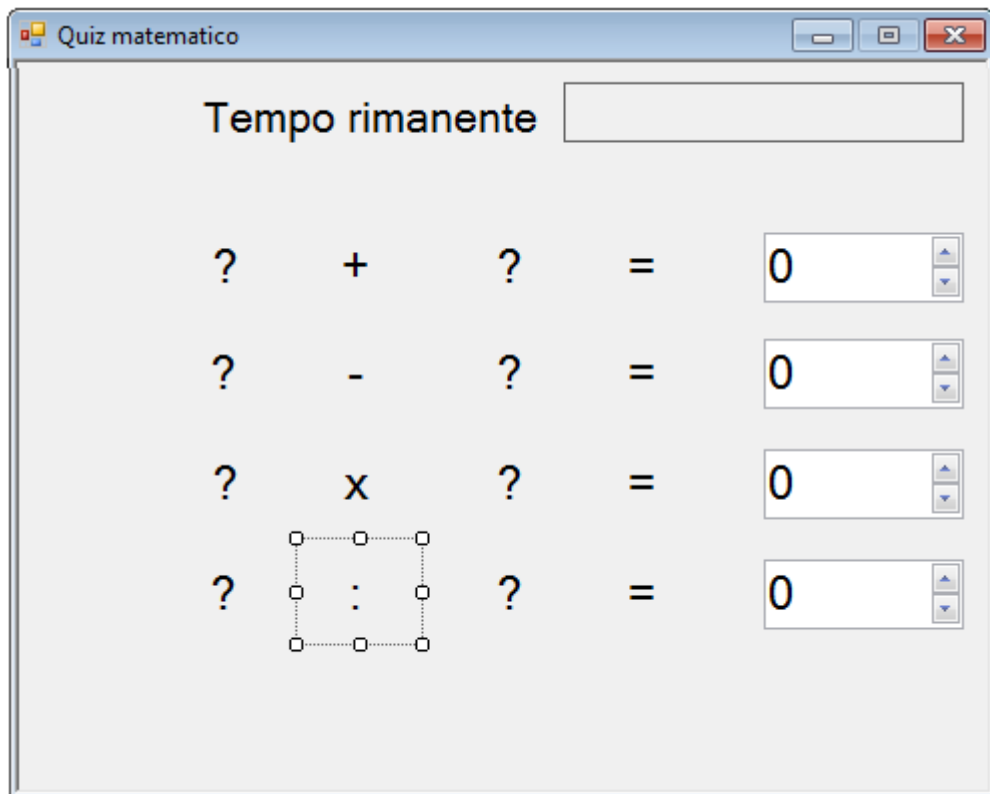 Quiz matematico
Tempo rimanente
? + ? = 0
? - ? = 0
? x ? = 0
? : ? = 0